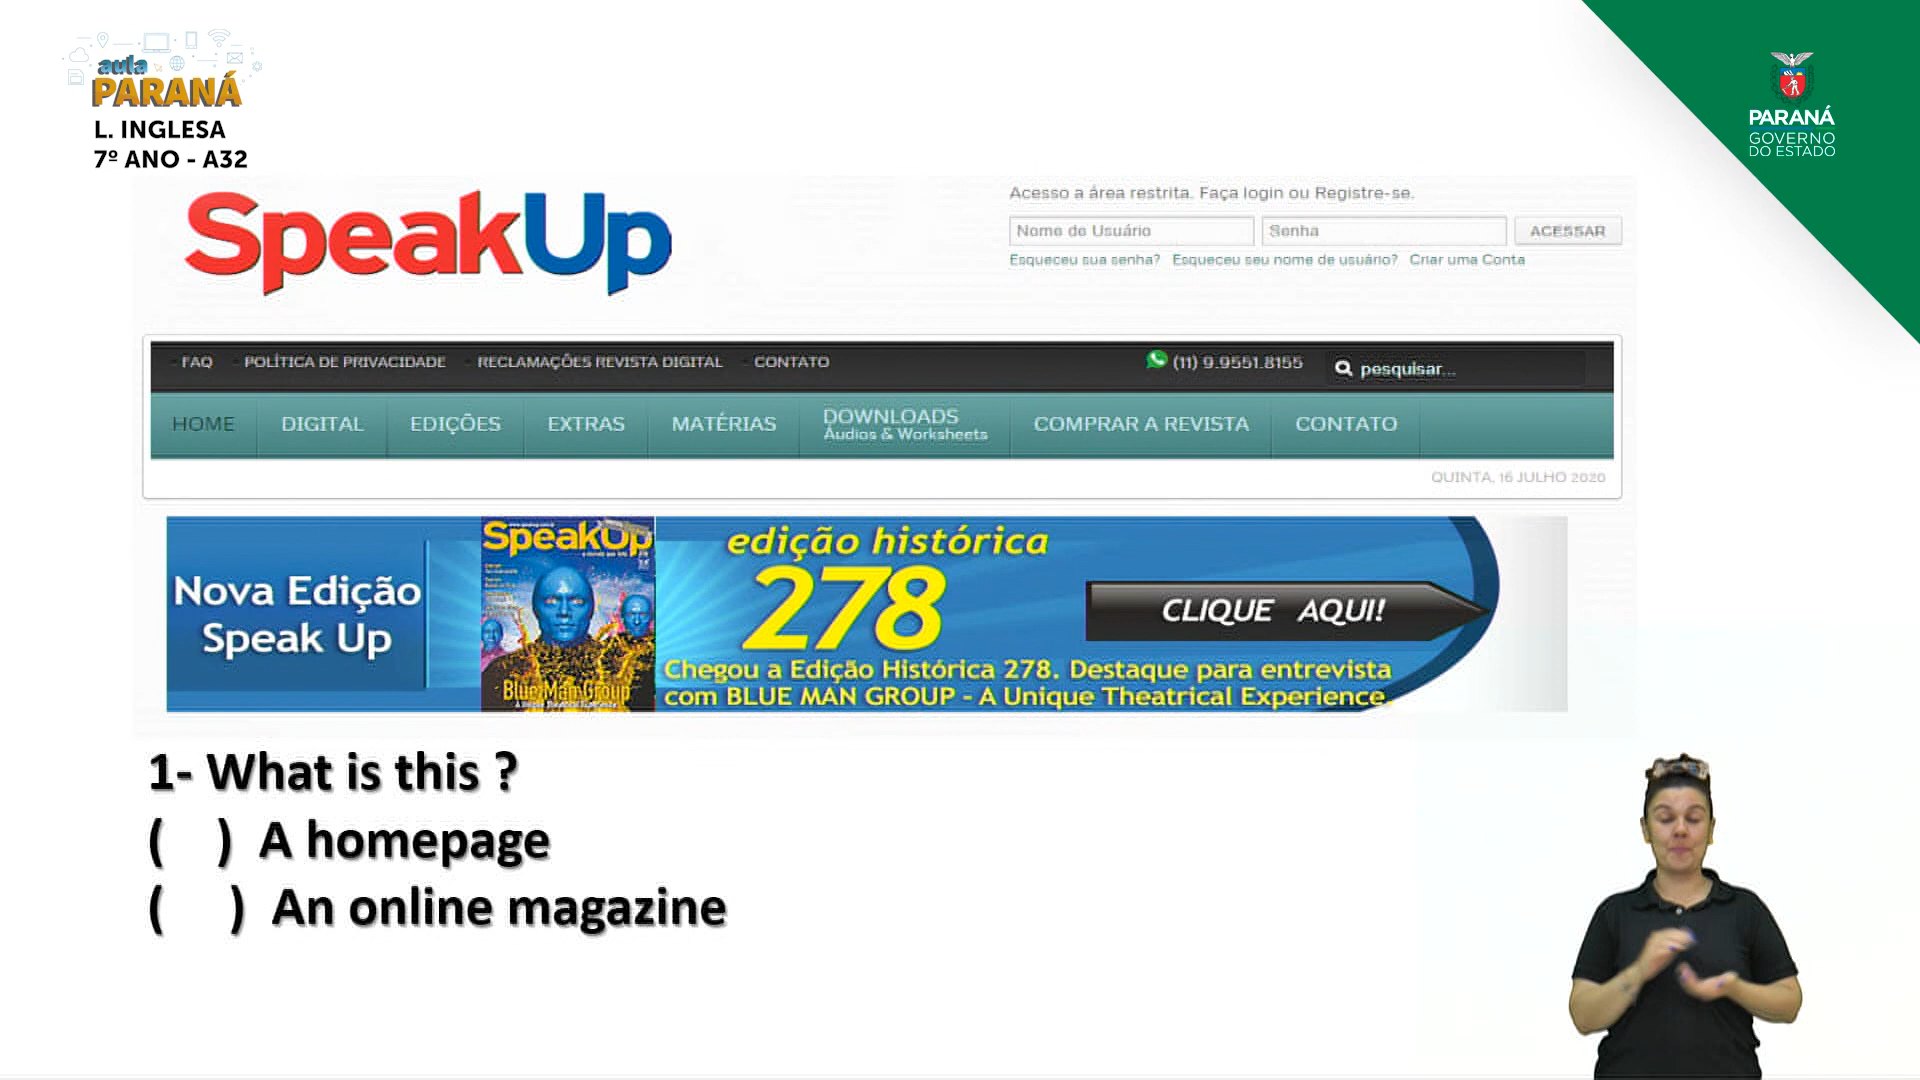 aula
PARANÁ
L. INGLESA
7º ANO - A32
PARANÁ
GOVERNO
DO ESTADO
SpeakUp
Acesso a área restrita. Faça login ou Registre-se.
Nome de Usuário Senha ACESSAR
Esqueceu sua senha? Esqueceu seu nome de usuário? Criar uma Conta
FAQ POLÍTICA DE PRIVACIDADE RECLAMAÇÕES REVISTA DIGITAL CONTATO (11) 9.9551.8155 pesquisar...
HOME DIGITAL EDIÇÕES EXTRAS MATÉRIAS DOWNLOADS COMPRAR A REVISTA CONTATO
Áudios & Worksheets
QUINTA, 16 JULHO 2020
Nova Edição
Speak Up
SpeakUp
Blue Man Group
A Unique Theatrical Experience
edição histórica
278
CLIQUE AQUI!
Chegou a Edição Histórica 278. Destaque para entrevista
com BLUE MAN GROUP - A Unique Theatrical Experience.
1- What is this ?
( ) A homepage
( ) An online magazine